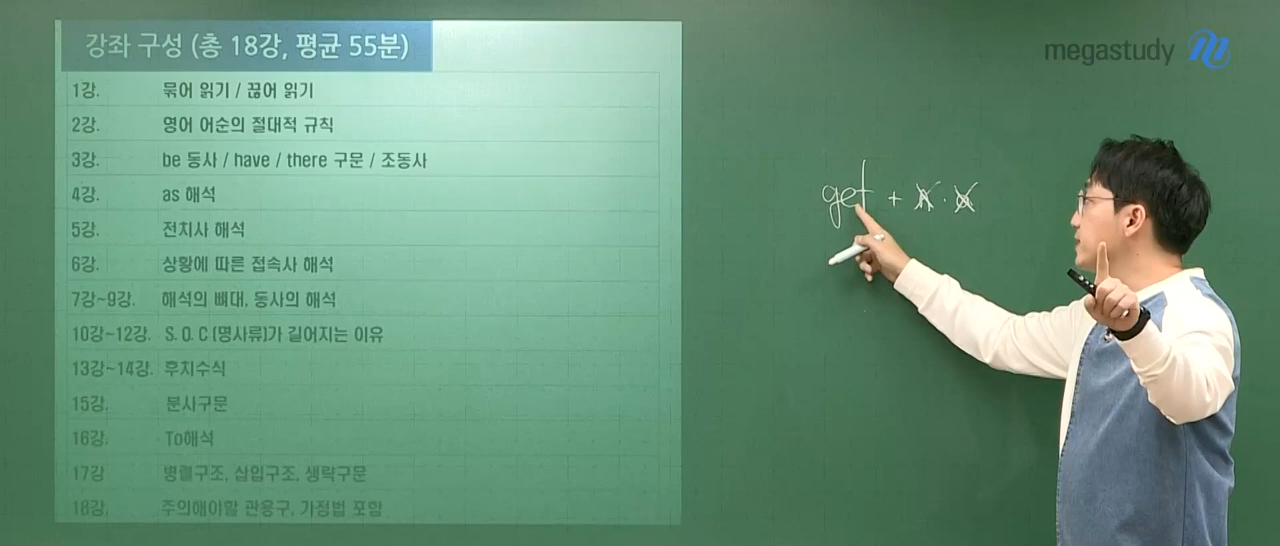 강좌 구성 (총 18강, 평균 55분)
1강. 묶어 읽기 / 끊어 읽기
2강. 영어 어순의 절대적 규칙
3강. be 동사 / have / there 구문 / 조동사
4강. as 해석
5강. 전치사 해석
6강. 상황에 따른 접속사 해석
7강~9강. 해석의 뼈대, 동사의 해석
10강~12강. S. O. C (명사류)가 길어지는 이유
13강~14강. 후치수식
15강. 분사구문
16강. To해석
17강 병렬구조, 삽입구조, 생략구문
18강. 주의해야할 관용구, 가정법 포함
megastudy
get +